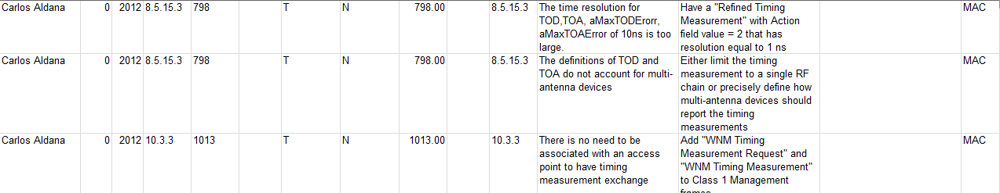 Carlos Aldana 0 2012 8.5.15.3 798 T N 798.00 8.5.15.3 The time resolution for Have a "Refined Timing MAC
TOD,TOA, aMaxTODErorr, Measurement" with Action
aMaxTOAError of 10ns is too field value = 2 that has
large. resolution equal to 1 ns
Carlos Aldana 0 2012 8.5.15.3 798 T N 798.00 8.5.15.3 The definitions of TOD and Either limit the timing MAC
TOA do not account for multi- measurement to a single RF
antenna devices chain or precisely define how
multi-antenna devices should
report the timing
measurements
Carlos Aldana 0 2012 10.3.3 1013 T N 1013.00 10.3.3 There is no need to be Add "WNM Timing MAC
associated with an access Measurement Request" and
point to have timing "WNM Timing Measurement"
measurement exchange to Class 1 Management